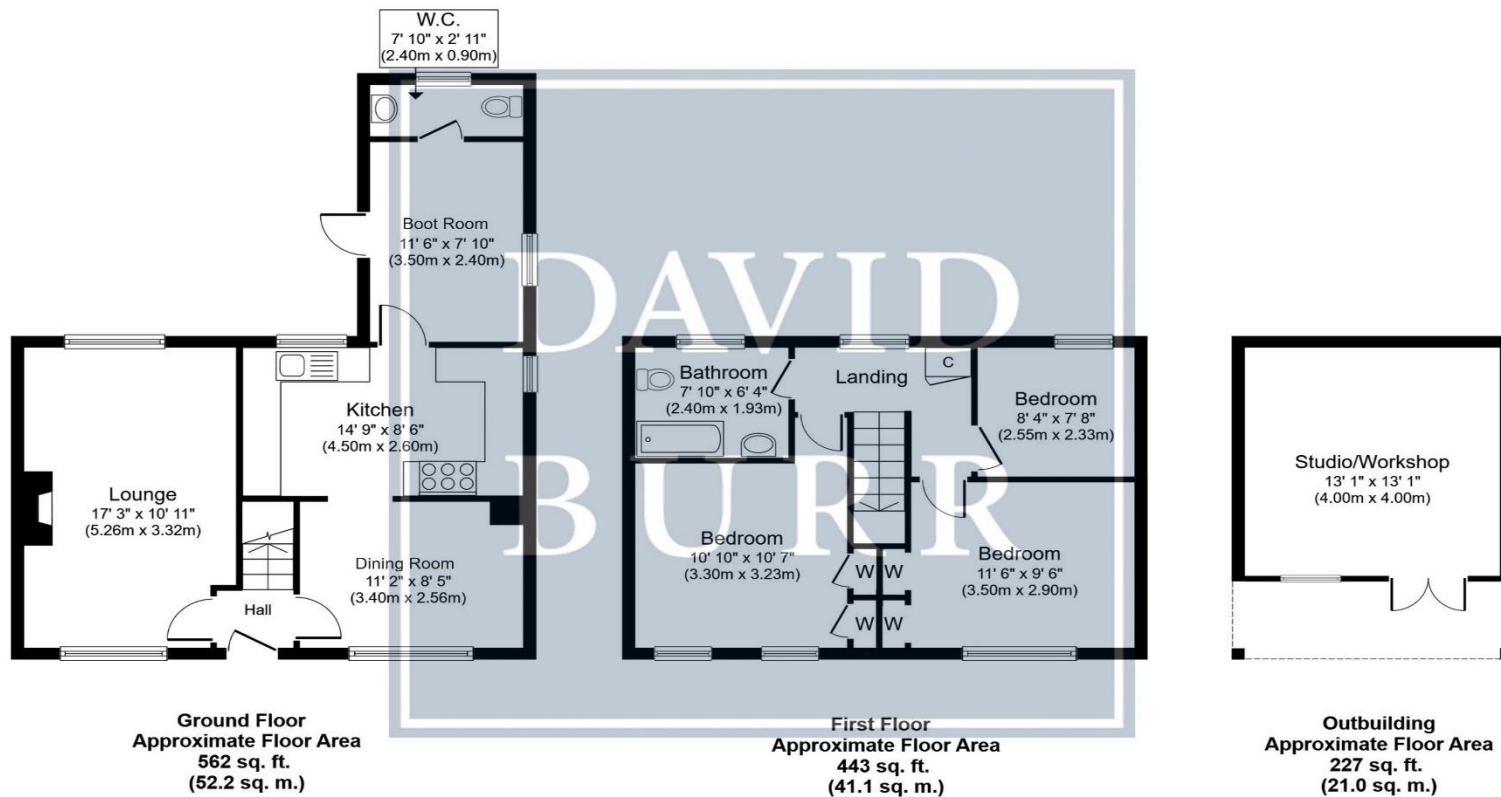 W.C.
7' 10" x 2' 11"
(2.40m x 0.90m)
Boot Room
11' 6" x 7' 10"
(3.50m x 2.40m)
DAVID
BURR
Kitchen
14' 9" x 8' 6"
(4.50m x 2.60m)
Lounge
17' 3" x 10' 11"
(5.26m x 3.32m)
Dining Room
11' 2" x 8' 5"
(3.40m x 2.56m)
Hall
Ground Floor
Approximate Floor Area
562 sq. ft.
(52.2 sq. m.)
Bathroom
7' 10" x 6' 4"
(2.40m x 1.93m)
Landing
C
Bedroom
8' 4" x 7' 8"
(2.55m x 2.33m)
Bedroom
10' 10" x 10' 7"
(3.30m x 3.23m)
W W
W W
Bedroom
11' 6" x 9' 6"
(3.50m x 2.90m)
First Floor
Approximate Floor Area
443 sq. ft.
(41.1 sq. m.)
Studio/Workshop
13' 1" x 13' 1"
(4.00m x 4.00m)
Outbuilding
Approximate Floor Area
227 sq. ft.
(21.0 sq. m.)